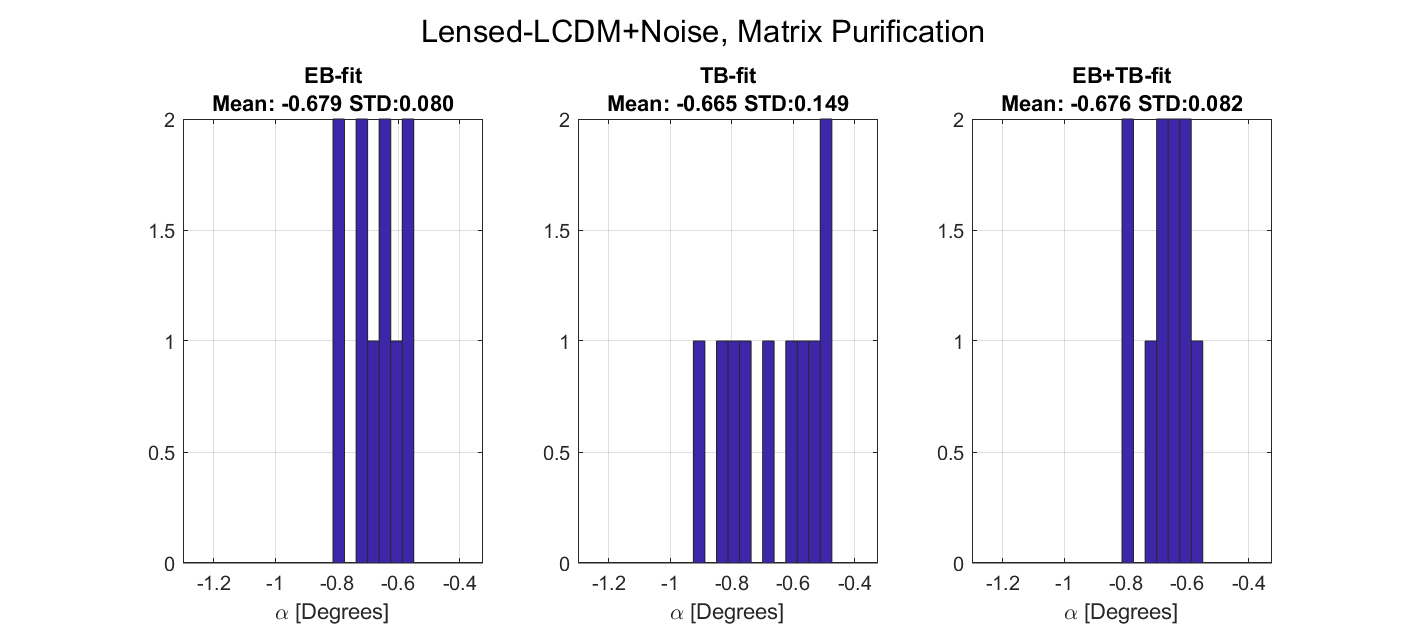 Lensed-LCDM+Noise, Matrix Purification
EB-fit
Mean: -0.679 STD:0.080
2
1.5
1
0.5
0
-1.2 -1 -0.8 -0.6 -0.4
α [Degrees]
TB-fit
Mean: -0.665 STD:0.149
2
1.5
1
0.5
0
-1.2 -1 -0.8 -0.6 -0.4
α [Degrees]
EB+TB-fit
Mean: -0.676 STD:0.082
2
1.5
1
0.5
0
-1.2 -1 -0.8 -0.6 -0.4
α [Degrees]